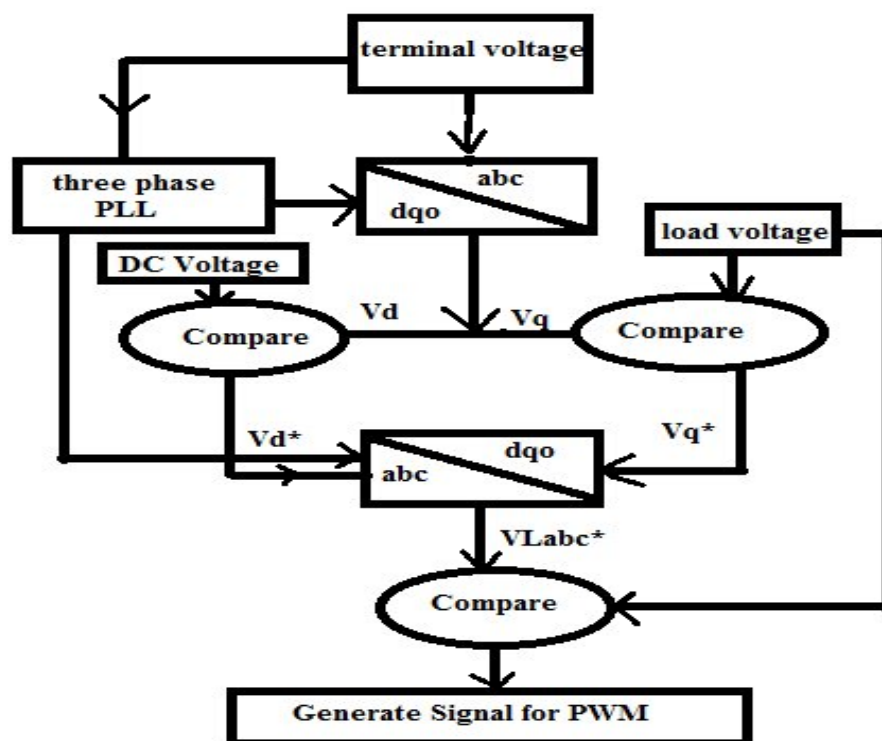 terminal voltage
three phase
PLL
abc
dqo
load voltage
DC Voltage
Vd
Vq
Compare
Compare
Vd*
Vq*
dqo
abc
VLabc*
Compare
Generate Signal for PWM